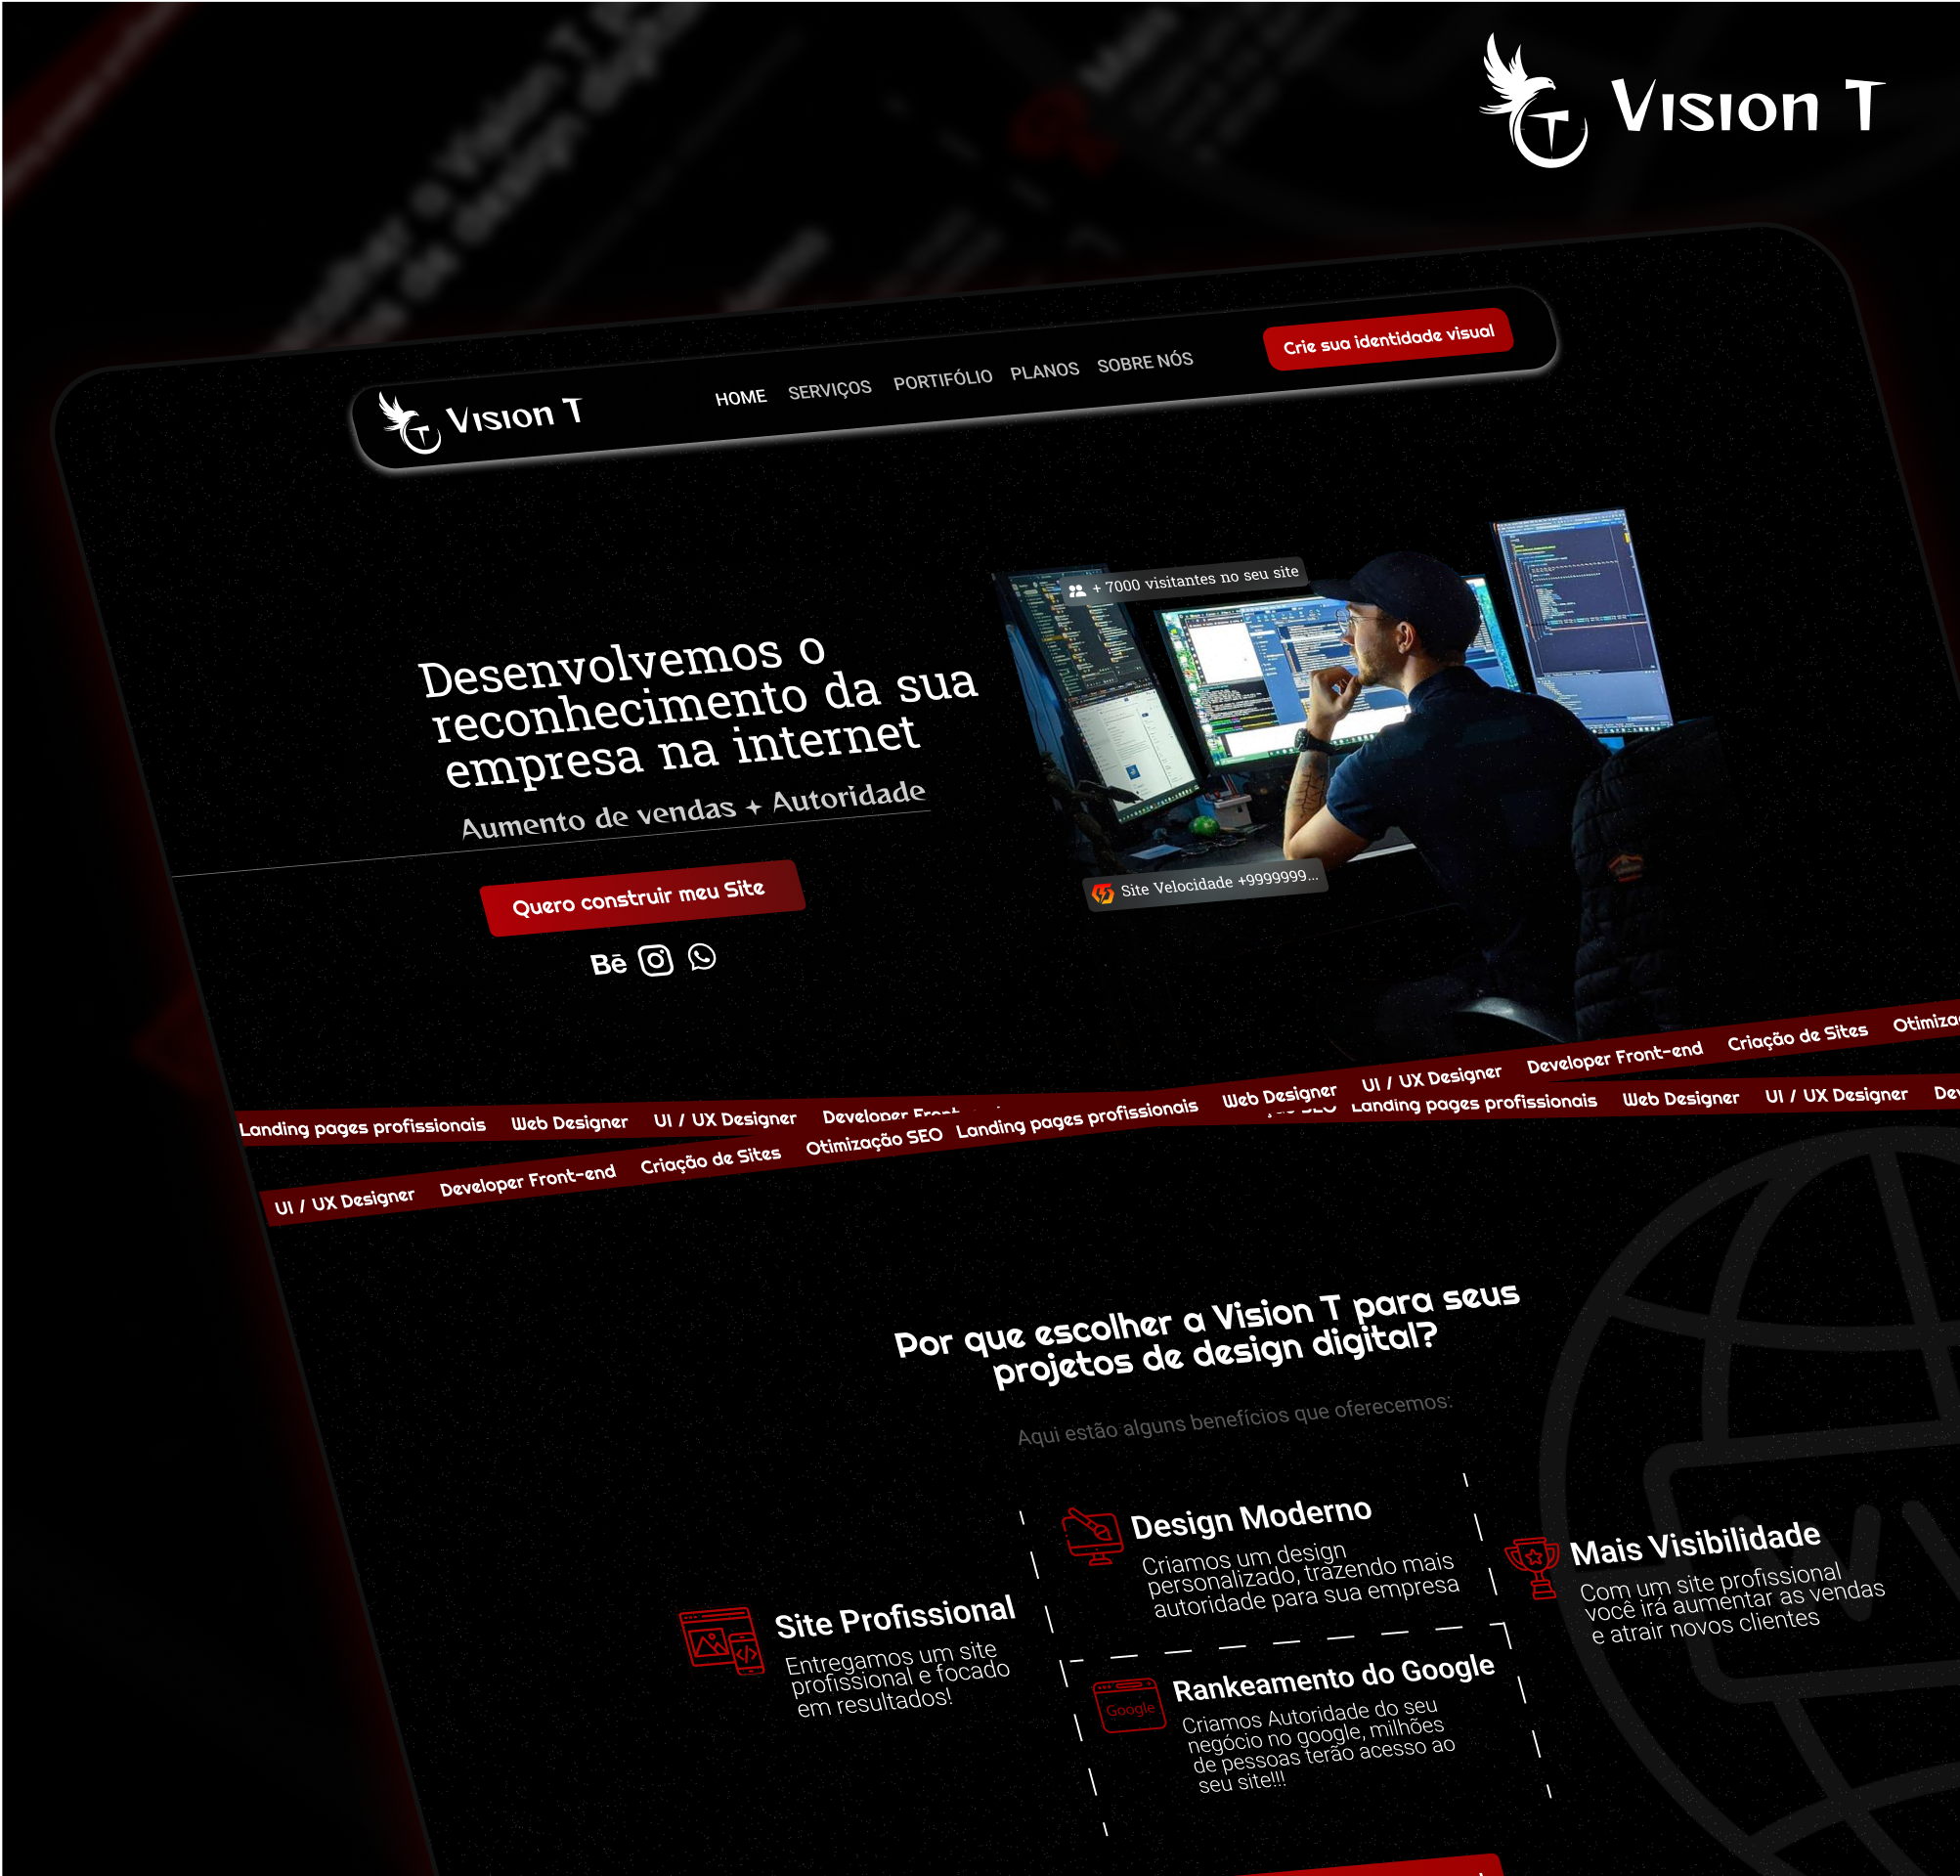 Vision T
Vision T
HOME
SERVIÇOS
PORTIFÓLIO
PLANOS
SOBRE NÓS
Crie sua identidade visual
+ 7000 visitantes no seu site
Desenvolvemos o
reconhecimento da sua
empresa na internet
Aumento de vendas ✦ Autoridade
Quero construir meu Site
Bē
Site Velocidade +9999999...
Landing pages profissionais Web Designer UI / UX Designer Developer Front
SEO Landing pages profissionais Web Designer UI / UX Designer
UI / UX Designer Developer Front-end Criação de Sites Otimização SEO Landing pages profissionais Web Designer UI / UX Designer Developer Front-end Criação de Sites
Por que escolher a Vision T para seus
projetos de design digital?
Aqui estão alguns benefícios que oferecemos:
Site Profissional
Entregamos um site
profissional e focado
em resultados!
Design Moderno
Criamos um design
personalizado, trazendo mais
autoridade para sua empresa
Google
Rankeamento do Google
Criamos Autoridade do seu
negócio no google, milhões
de pessoas terão acesso ao
seu site!!!
Mais Visibilidade
Com um site profissional
você irá aumentar as vendas
e atrair novos clientes